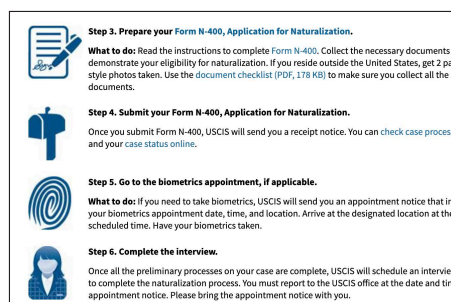 Step 3. Prepare your Form N-400, Application for Naturalization.
What to do: Read the instructions to complete Form N-400. Collect the necessary documents
demonstrate your eligibility for naturalization. If you reside outside the United States, get 2 pa
style photos taken. Use the document checklist (PDF, 178 KB) to make sure you collect all the
documents.
Step 4. Submit your Form N-400, Application for Naturalization.
Once you submit Form N-400, USCIS will send you a receipt notice. You can check case proces
and your case status online.
Step 5. Go to the biometrics appointment, if applicable.
What to do: If you need to take biometrics, USCIS will send you an appointment notice that in
your biometrics appointment date, time, and location. Arrive at the designated location at the
scheduled time. Have your biometrics taken.
Step 6. Complete the interview.
Once all the preliminary processes on your case are complete, USCIS will schedule an intervie
to complete the naturalization process. You must report to the USCIS office at the date and tim
appointment notice. Please bring the appointment notice with you.